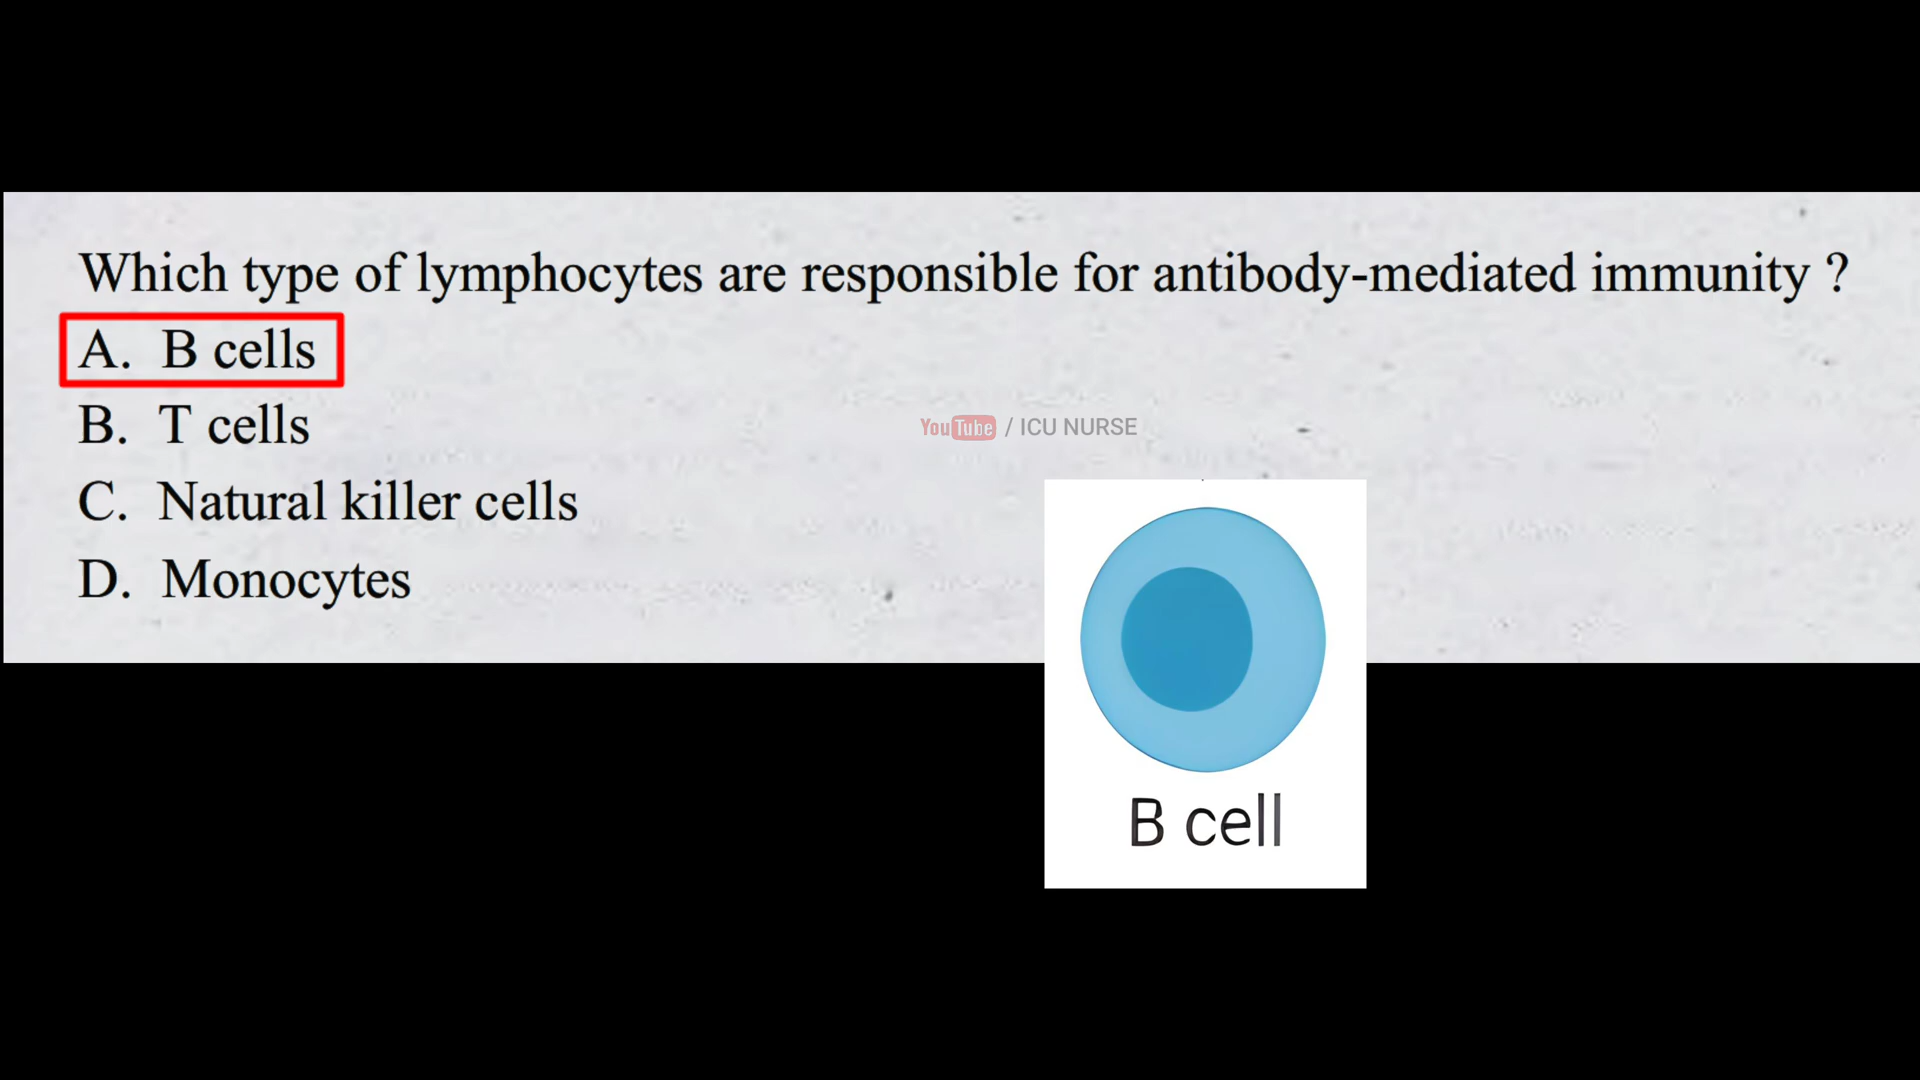 Which type of lymphocytes are responsible for antibody-mediated immunity ?
A. B cells
B. T cells
YouTube / ICU NURSE
C. Natural killer cells
D. Monocytes
B cell